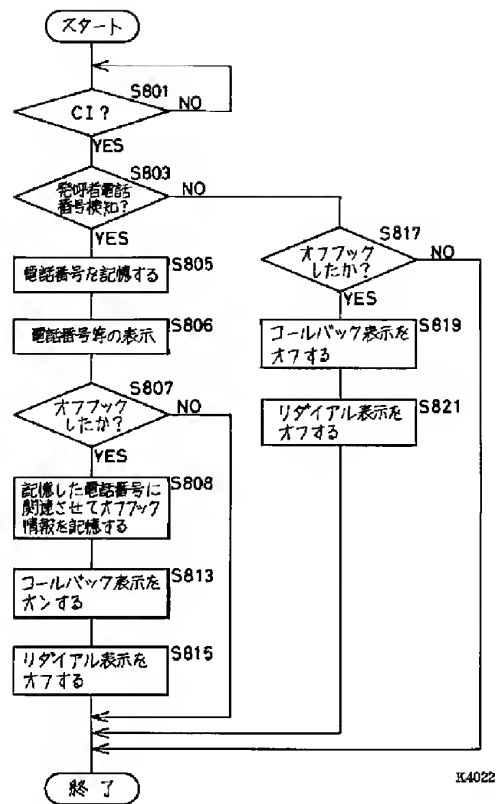 スタート
S801
CI?
NO
YES
S803
発呼者電話
番号検知?
NO
YES
S805
電話番号を記憶する
S806
電話番号等の表示
S807
オフフック
したか?
NO
YES
S808
記憶した電話番号に
関連させてオフフック
情報を記憶する
S813
コールバック表示を
オンする
S815
リダイアル表示を
オフする
S817
オフフック
したか?
NO
YES
S819
コールバック表示を
オフする
S821
リダイアル表示を
オフする
終了
K4022